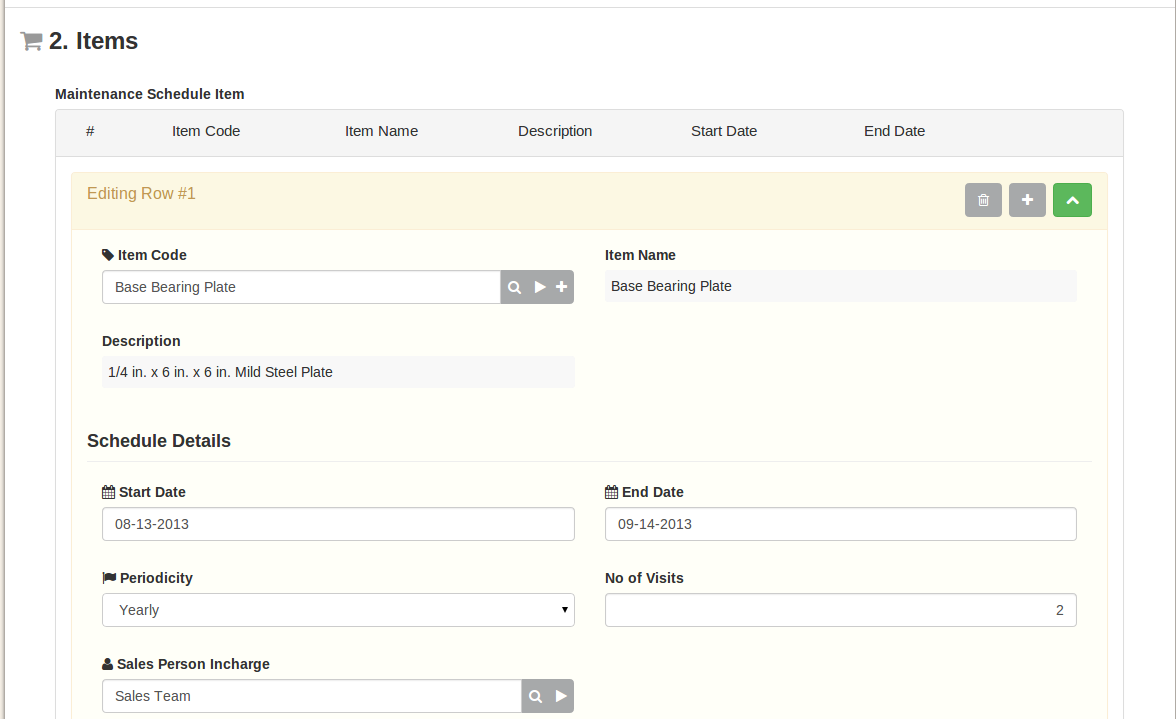 2. Items
Maintenance Schedule Item
# Item Code Item Name Description Start Date End Date
Editing Row #1
Item Code Item Name
Base Bearing Plate Base Bearing Plate
Description
1/4 in. x 6 in. x 6 in. Mild Steel Plate
Schedule Details
Start Date End Date
08-13-2013 09-14-2013
Periodicity No of Visits
Yearly 2
Sales Person Incharge
Sales Team